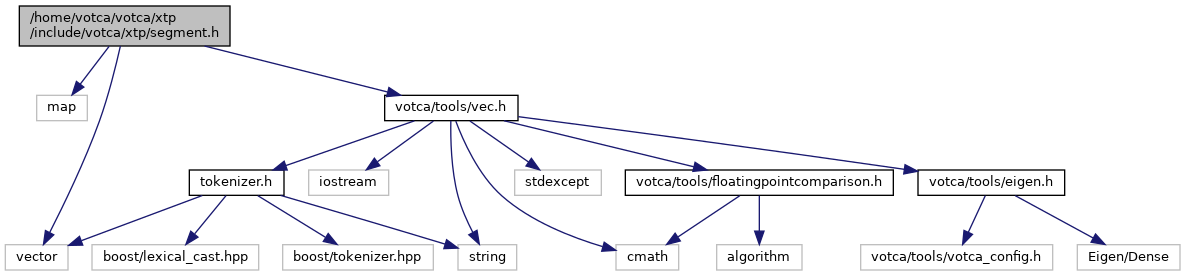 /home/votca/votca/xtp
/include/votca/xtp/segment.h
map
votca/tools/vec.h
tokenizer.h
iostream
stdexcept
votca/tools/floatingpointcomparison.h
votca/tools/eigen.h
vector
boost/lexical_cast.hpp
boost/tokenizer.hpp
string
cmath
algorithm
votca/tools/votca_config.h
Eigen/Dense